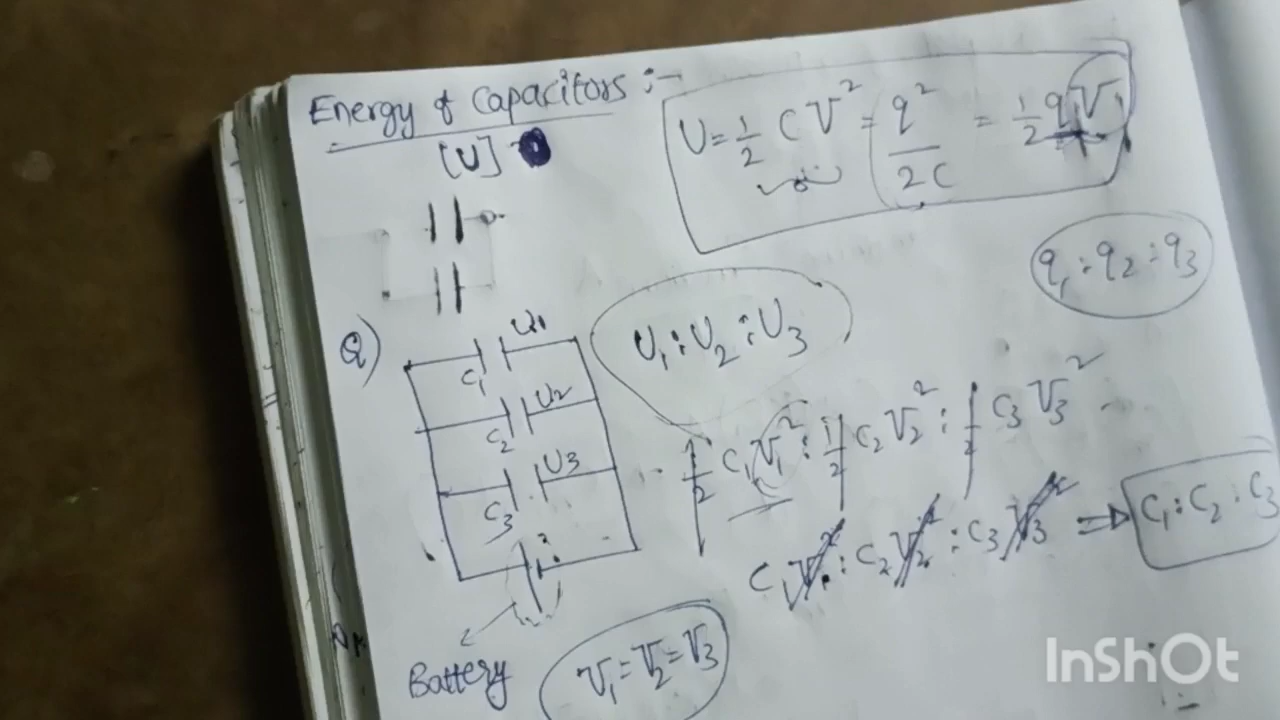 Energy of Capacitors :-
[U]
U = 1/2 CV² = q²/2C = 1/2 qV
q₁ : q₂ : q₃
Q)
U₁ : U₂ : U₃
U₁
C₁
U₂
C₂
U₃
C₃
1/2 C₁V₁² : 1/2 C₂V₂² : 1/2 C₃V₃²
C₁V₁² : C₂V₂² : C₃V₃² ⇒ C₁ : C₂ : C₃
Battery
V₁ = V₂ = V₃
InShOt